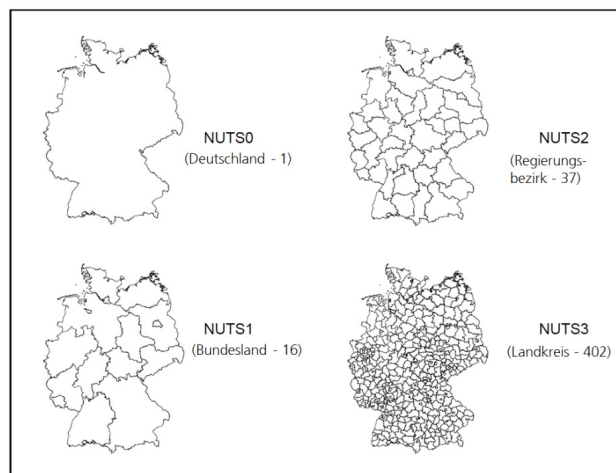 NUTS0
(Deutschland - 1)
NUTS2
(Regierungs-
bezirk - 37)
NUTS1
(Bundesland - 16)
NUTS3
(Landkreis - 402)